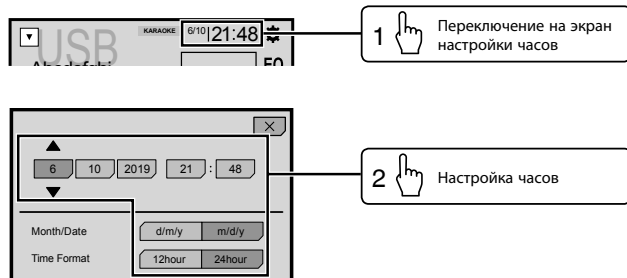 USB
KARAOKE 6/10 21:48
1 Переключение на экран
настройки часов
6 10 2019 21 : 48
2 Настройка часов
Month/Date d/m/y m/d/y
Time Format 12hour 24hour